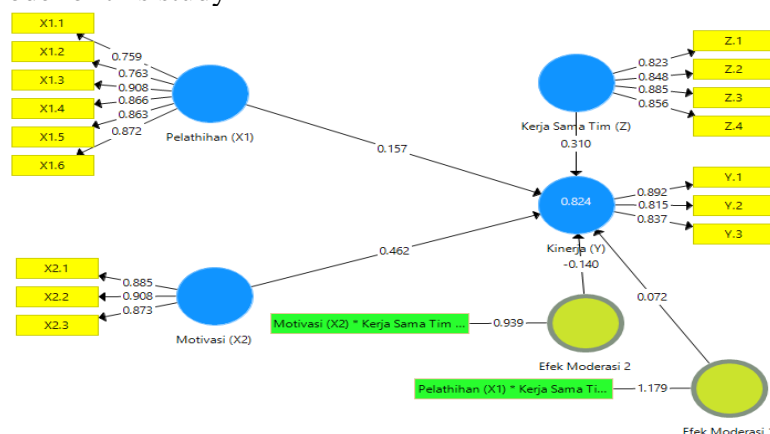 X1.1
X1.2
X1.3
X1.4
X1.5
X1.6
0.759
0.763
0.908
0.866
0.863
0.872
Pelathihan (X1)
0.157
Z.1
Z.2
Z.3
Z.4
0.823
0.848
0.885
0.856
Kerja Sama Tim (Z)
0.310
0.824
Kinerja (Y)
Y.1
Y.2
Y.3
0.892
0.815
0.837
X2.1
X2.2
X2.3
0.885
0.908
0.873
Motivasi (X2)
0.462
-0.140
0.072
Motivasi (X2) * Kerja Sama Tim ...
0.939
Efek Moderasi 2
Pelathihan (X1) * Kerja Sama Ti...
1.179
Efek Moderasi